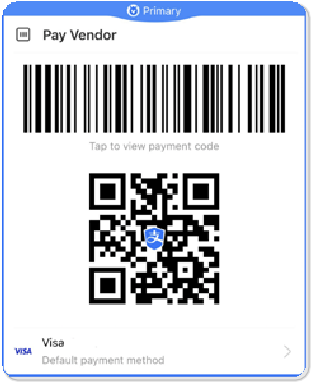 Primary
Pay Vendor
Tap to view payment code
VISA
Visa
Default payment method